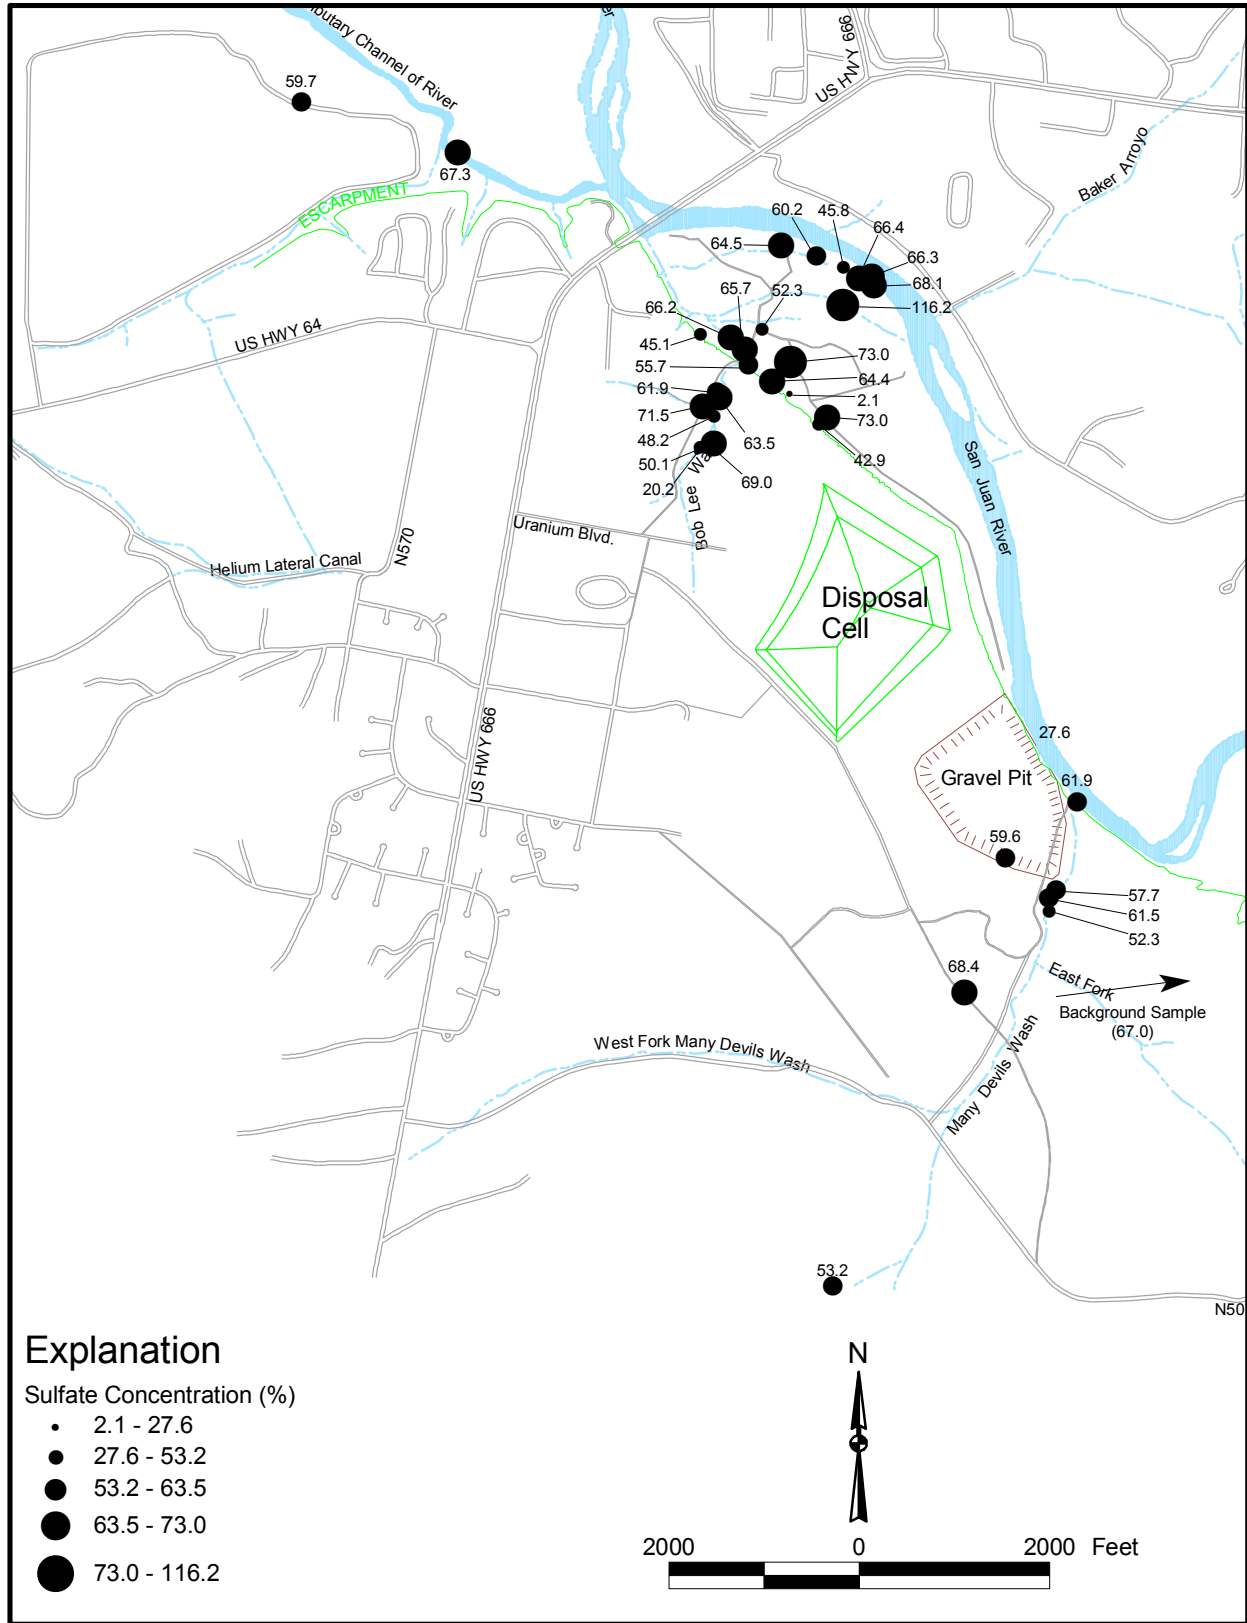 ibutary Channel of River
er
US HWY 666
59.7
67.3
ESCARPMENT
Baker Arroyo
60.2
45.8
66.4
64.5
66.3
68.1
116.2
65.7
52.3
66.2
45.1
55.7
73.0
64.4
61.9
2.1
71.5
73.0
48.2
63.5
42.9
50.1
20.2
69.0
US HWY 64
Bob Lee Wa
San Juan River
Uranium Blvd.
N570
Helium Lateral Canal
Disposal
Cell
US HWY 666
27.6
Gravel Pit
61.9
59.6
57.7
61.5
52.3
68.4
East Fork
Background Sample
(67.0)
West Fork Many Devils Wash
Many Devils Wash
53.2
N50
Explanation
Sulfate Concentration (%)
2.1 - 27.6
27.6 - 53.2
53.2 - 63.5
63.5 - 73.0
73.0 - 116.2
N
2000 0 2000 Feet